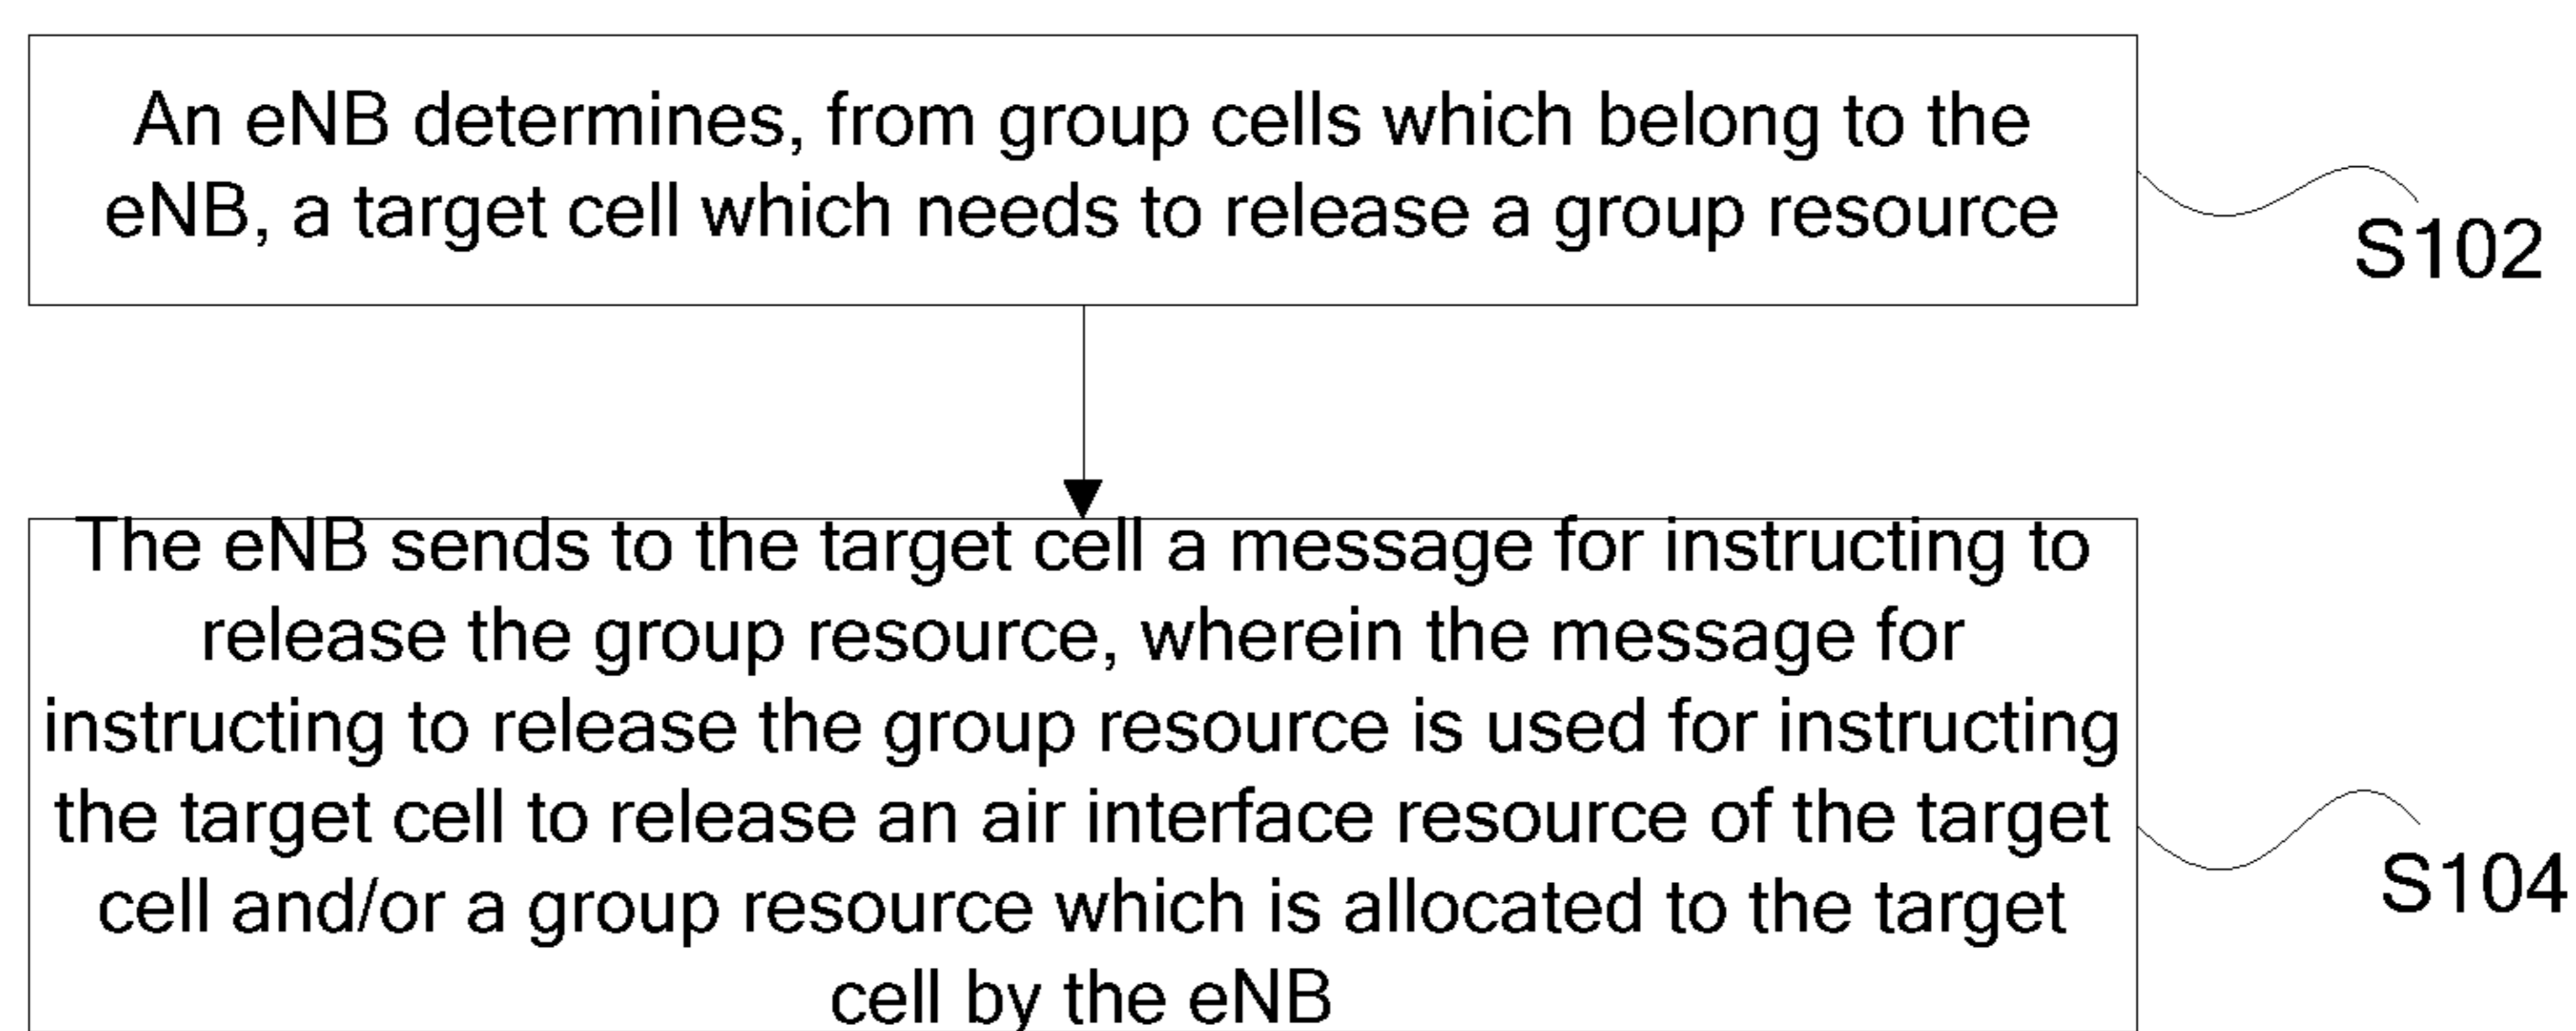 An eNB determines, from group cells which belong to the
eNB, a target cell which needs to release a group resource
S102
The eNB sends to the target cell a message for instructing to
release the group resource, wherein the message for
instructing to release the group resource is used for instructing
the target cell to release an air interface resource of the target
cell and/or a group resource which is allocated to the target
cell by the eNB
S104